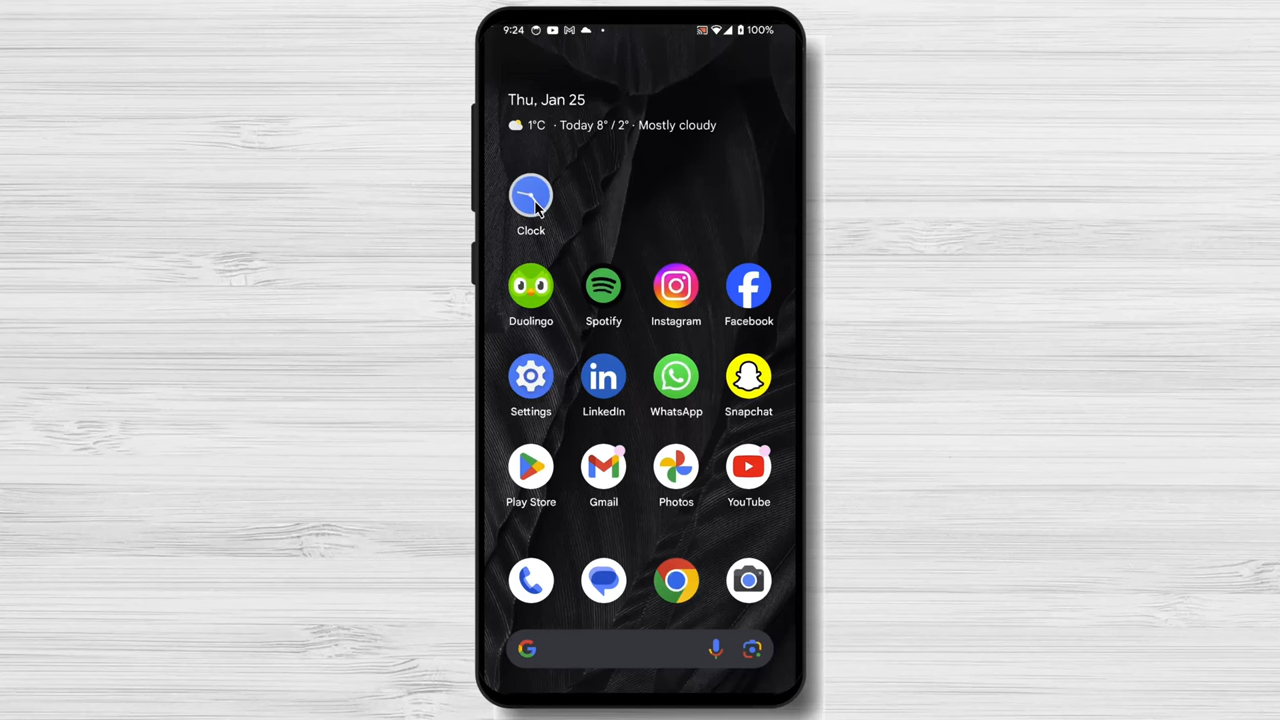 9:24 100%
Thu, Jan 25
1°C · Today 8° / 2° · Mostly cloudy
Clock
Duolingo Spotify Instagram Facebook
Settings LinkedIn WhatsApp Snapchat
Play Store Gmail Photos YouTube